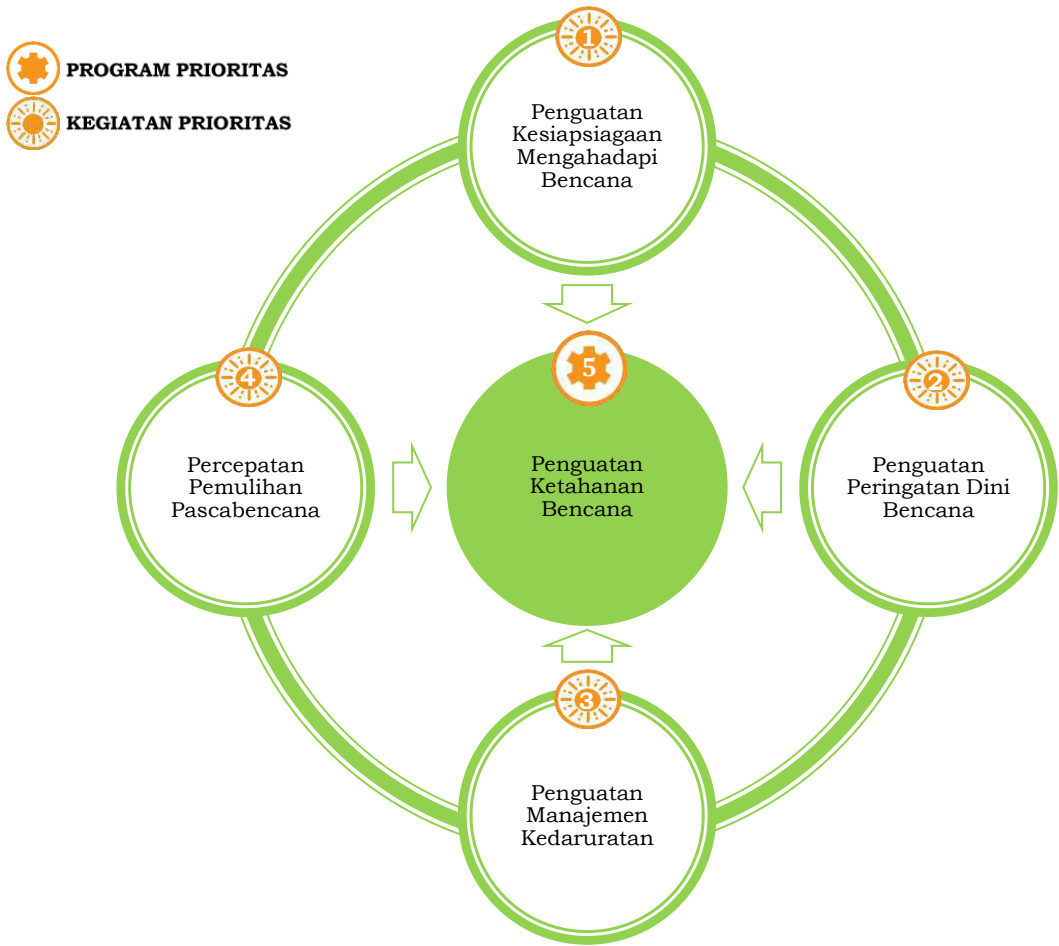 PROGRAM PRIORITAS
KEGIATAN PRIORITAS
1
Penguatan
Kesiapsiagaan
Mengahadapi
Bencana
2
Penguatan
Peringatan Dini
Bencana
3
Penguatan
Manajemen
Kedaruratan
4
Percepatan
Pemulihan
Pascabencana
5
Penguatan
Ketahanan
Bencana